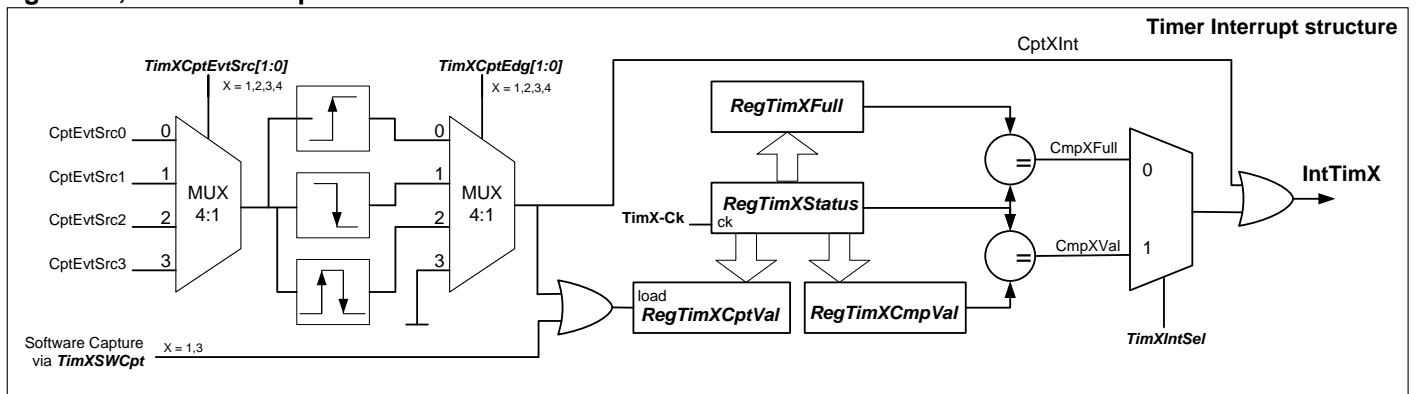 Timer Interrupt structure
CptXInt
TimXCptEvtSrc[1:0]
X = 1,2,3,4
TimXCptEdg[1:0]
X = 1,2,3,4
CptEvtSrc0
0
CptEvtSrc1
1
CptEvtSrc2
2
CptEvtSrc3
3
MUX
4:1
0
1
2
3
MUX
4:1
RegTimXFull
TimX-Ck
RegTimXStatus
ck
load
RegTimXCptVal
RegTimXCmpVal
=
CmpXFull
=
CmpXVal
0
1
TimXIntSel
IntTimX
Software Capture
via TimXSWCpt
X = 1,3